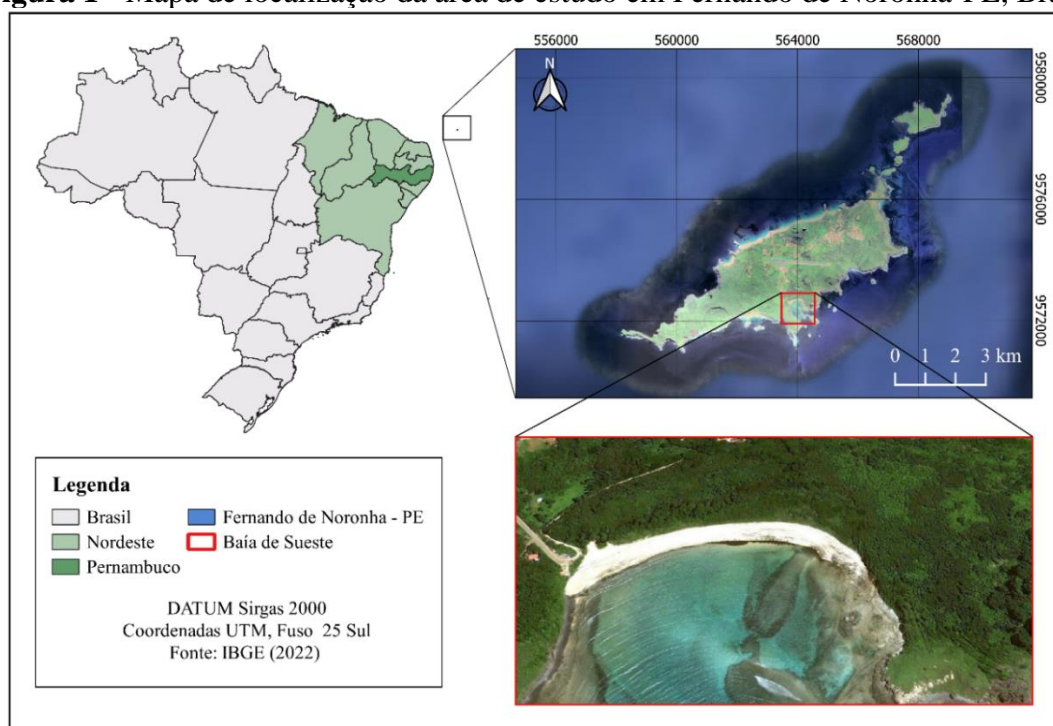 Figura 1 - Mapa de localização da área de estudo em Fernando de Noronha-PE,
556000 560000 564000 568000
N
9580000
9576000
9572000
0 1 2 3 km
Legenda
Brasil
Nordeste
Pernambuco
Fernando de Noronha - PE
Baía de Sueste
DATUM Sirgas 2000
Coordenadas UTM, Fuso 25 Sul
Fonte: IBGE (2022)